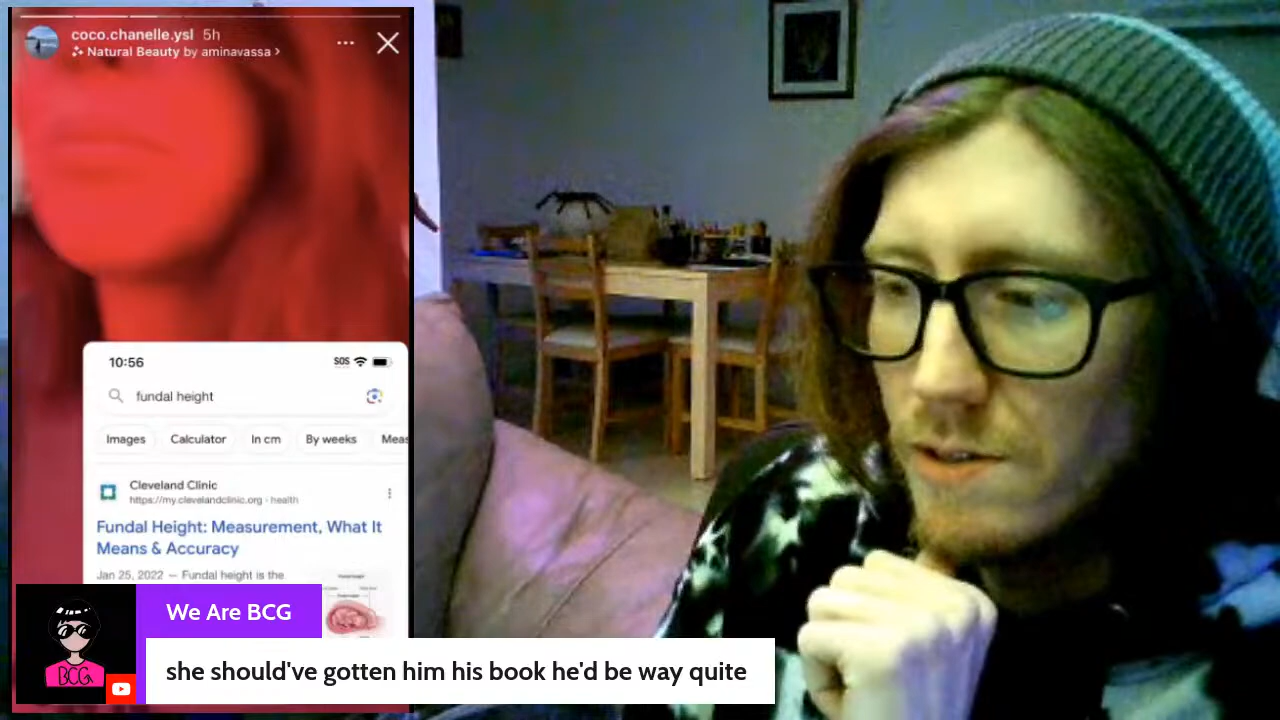 coco.chanelle.ysl 5h
Natural Beauty by aminavassa >
10:56
SOS
fundal height
Images Calculator In cm By weeks Meas
Cleveland Clinic
https://my.clevelandclinic.org › health
Fundal Height: Measurement, What It
Means & Accuracy
Jan 25, 2022 — Fundal height is the
We Are BCG
BCG
she should've gotten him his book he'd be way quite